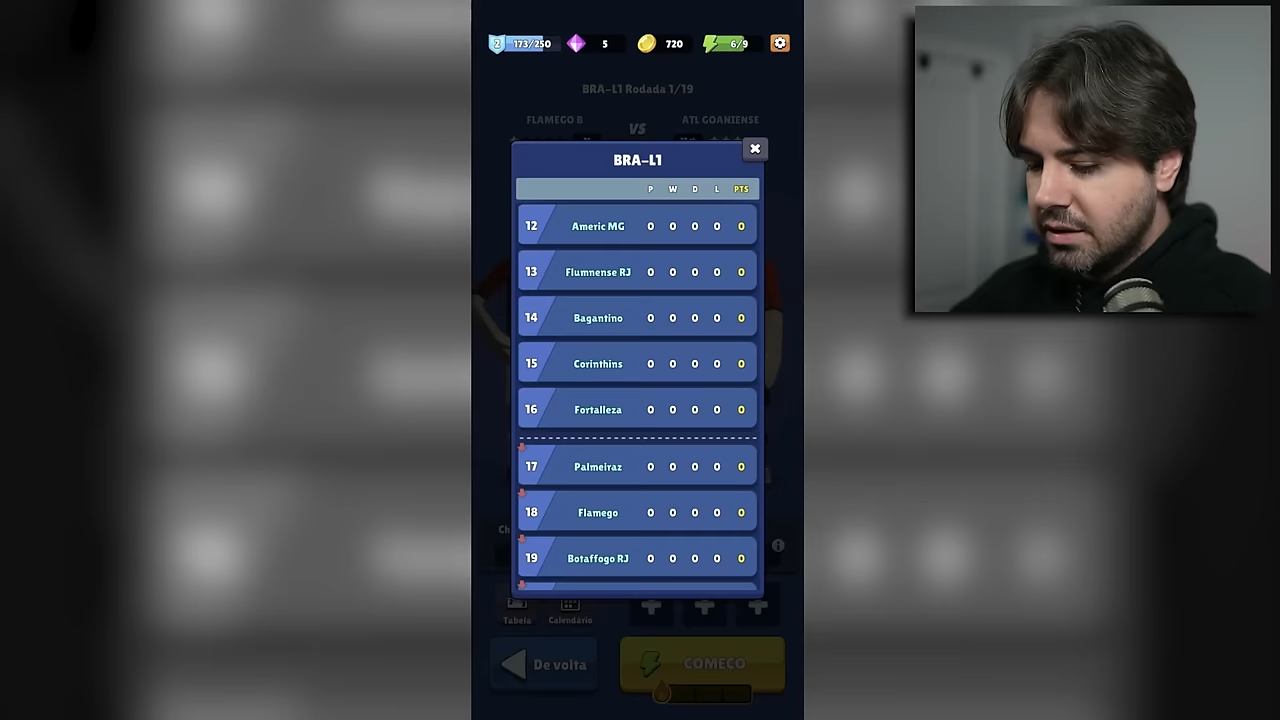 2 173/250 5 720 6/9
BRA-L1 Rodada 1/19
FLAMEGO B VS ATL GOANIENSE
BRA-L1
P W D L PTS
12 Americ MG 0 0 0 0 0
13 Flumnense RJ 0 0 0 0 0
14 Bagantino 0 0 0 0 0
15 Corinthins 0 0 0 0 0
16 Fortalleza 0 0 0 0 0
17 Palmeiraz 0 0 0 0 0
18 Flamego 0 0 0 0 0
19 Botaffogo RJ 0 0 0 0 0
Tabela Calendário
De volta COMEÇO